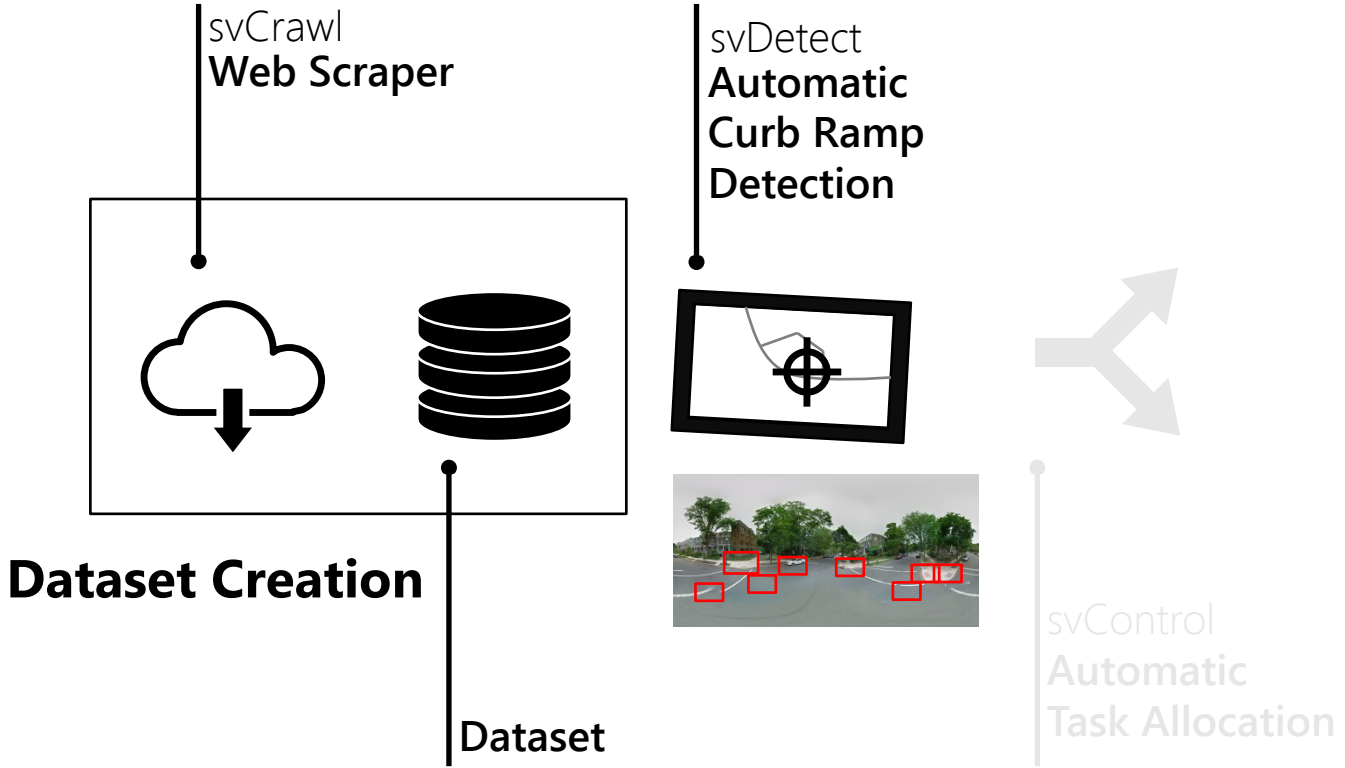 svCrawl
Web Scraper
svDetect
Automatic
Curb Ramp
Detection
Dataset Creation
Dataset
svControl
Automatic
Task Allocation